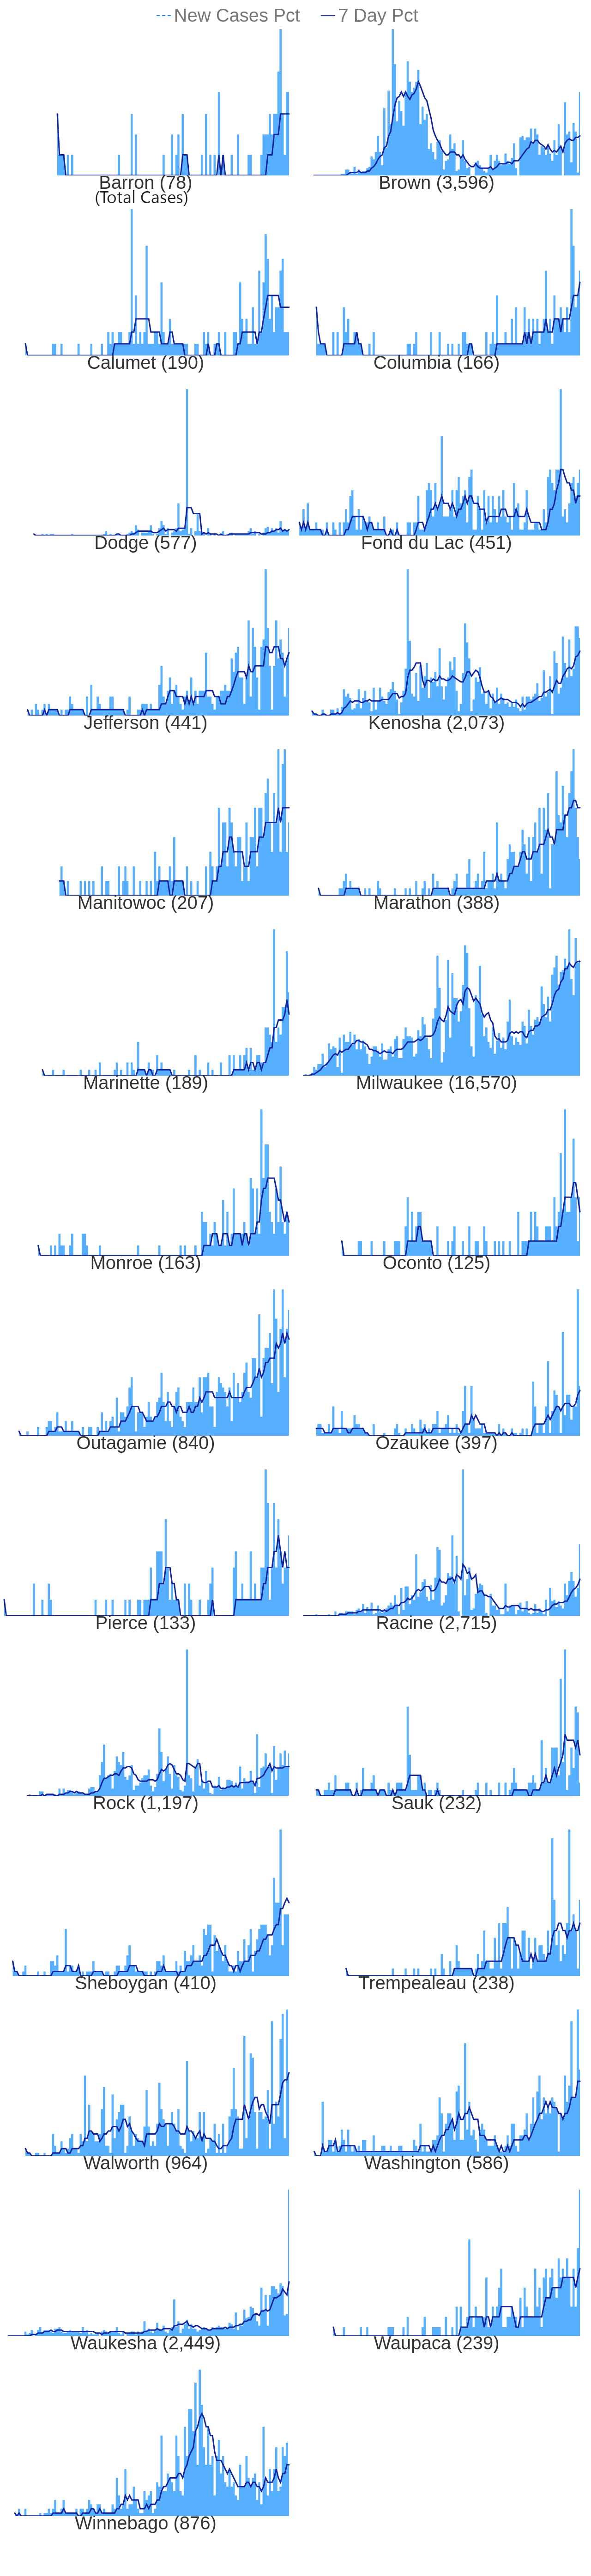 New Cases Pct 7 Day Pct
Barron (78) Brown (3,596)
(Total Cases)
Calumet (190) Columbia (166)
Dodge (577) Fond du Lac (451)
Jefferson (441) Kenosha (2,073)
Manitowoc (207) Marathon (388)
Marinette (189) Milwaukee (16,570)
Monroe (163) Oconto (125)
Outagamie (840) Ozaukee (397)
Pierce (133) Racine (2,715)
Rock (1,197) Sauk (232)
Sheboygan (410) Trempealeau (238)
Walworth (964) Washington (586)
Waukesha (2,449) Waupaca (239)
Winnebago (876)